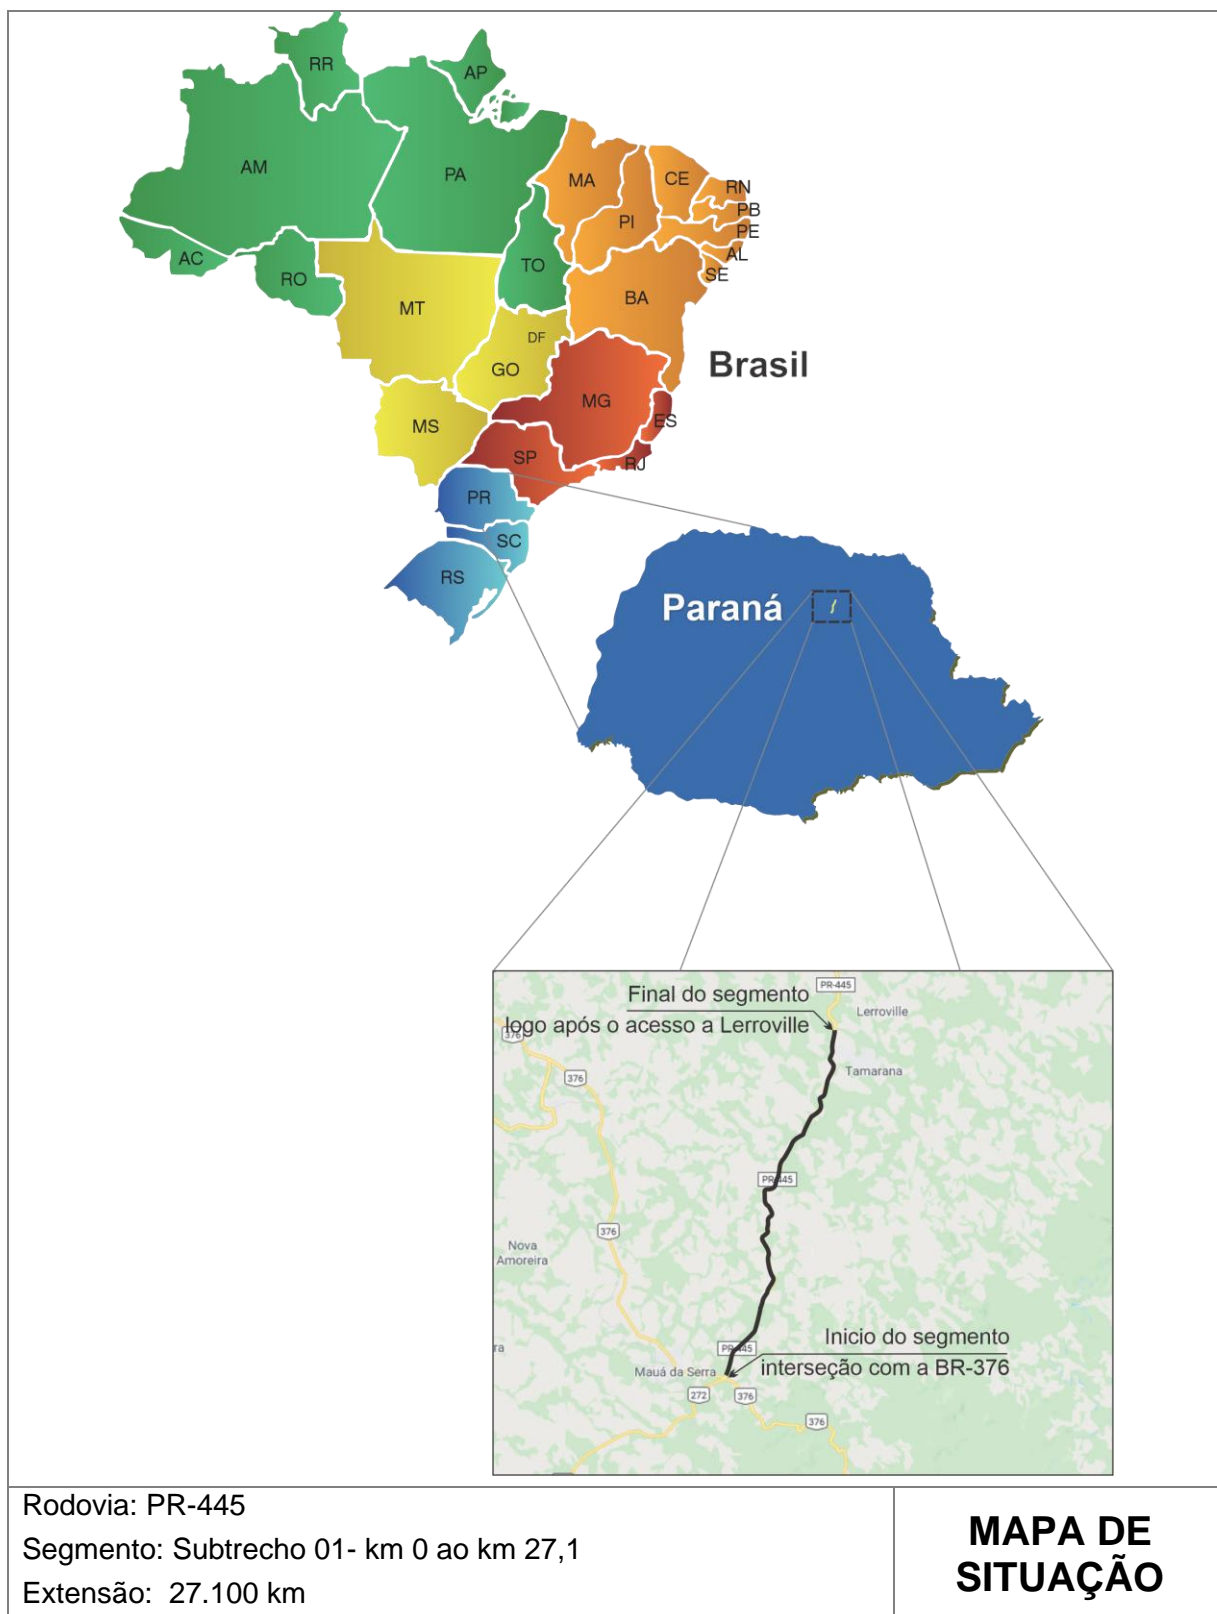 RR
AP
AM
PA
MA
CE
RN
PI
PB
PE
AC
AL
RO
TO
SE
MT
BA
DF
GO
Brasil
MG
MS
ES
SP
RJ
PR
SC
RS
Paraná
PR-445
Final do segmento
Lerroville
logo após o acesso a Lerroville
376
Tamarana
376
PR-445
376
Nova
Amoreira
Inicio do segmento
PR-445
ra
interseção com a BR-376
Mauá da Serra
272
376
376
Rodovia: PR-445
Segmento: Subtrecho 01- km 0 ao km 27,1
Extensão: 27.100 km
MAPA DE
SITUAÇÃO